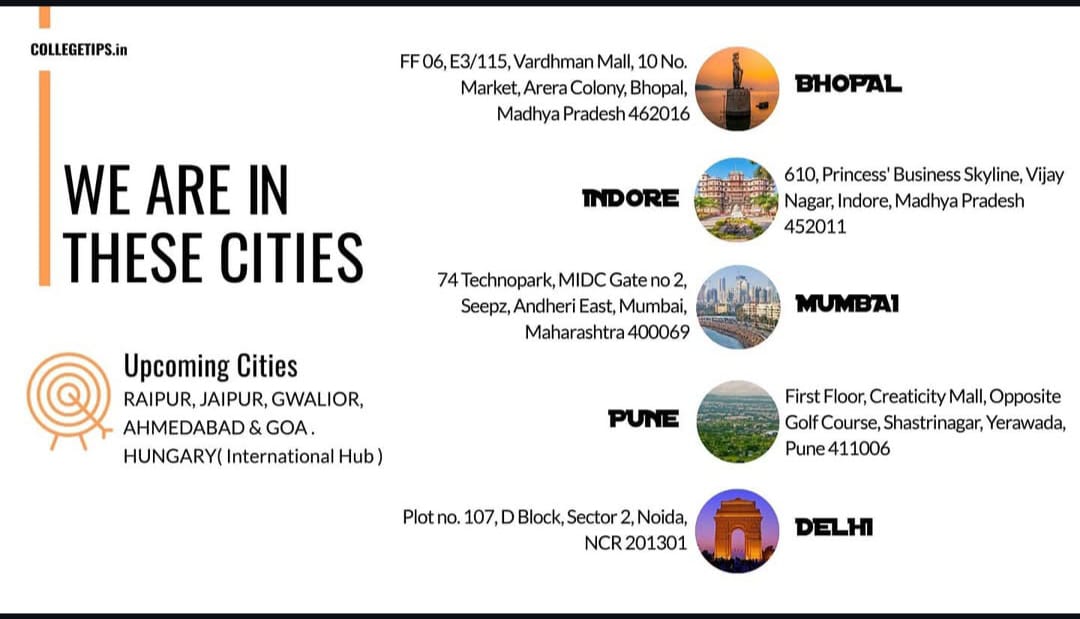 COLLEGETIPS.in
WE ARE IN
THESE CITIES
Upcoming Cities
RAIPUR, JAIPUR, GWALIOR,
AHMEDABAD & GOA .
HUNGARY( International Hub )
FF 06, E3/115, Vardhman Mall, 10 No.
Market, Arera Colony, Bhopal,
Madhya Pradesh 462016
BHOPAL
INDORE
610, Princess' Business Skyline, Vijay
Nagar, Indore, Madhya Pradesh
452011
74 Technopark, MIDC Gate no 2,
Seepz, Andheri East, Mumbai,
Maharashtra 400069
MUMBAI
PUNE
First Floor, Creaticity Mall, Opposite
Golf Course, Shastrinagar, Yerawada,
Pune 411006
Plot no. 107, D Block, Sector 2, Noida,
NCR 201301
DELHI